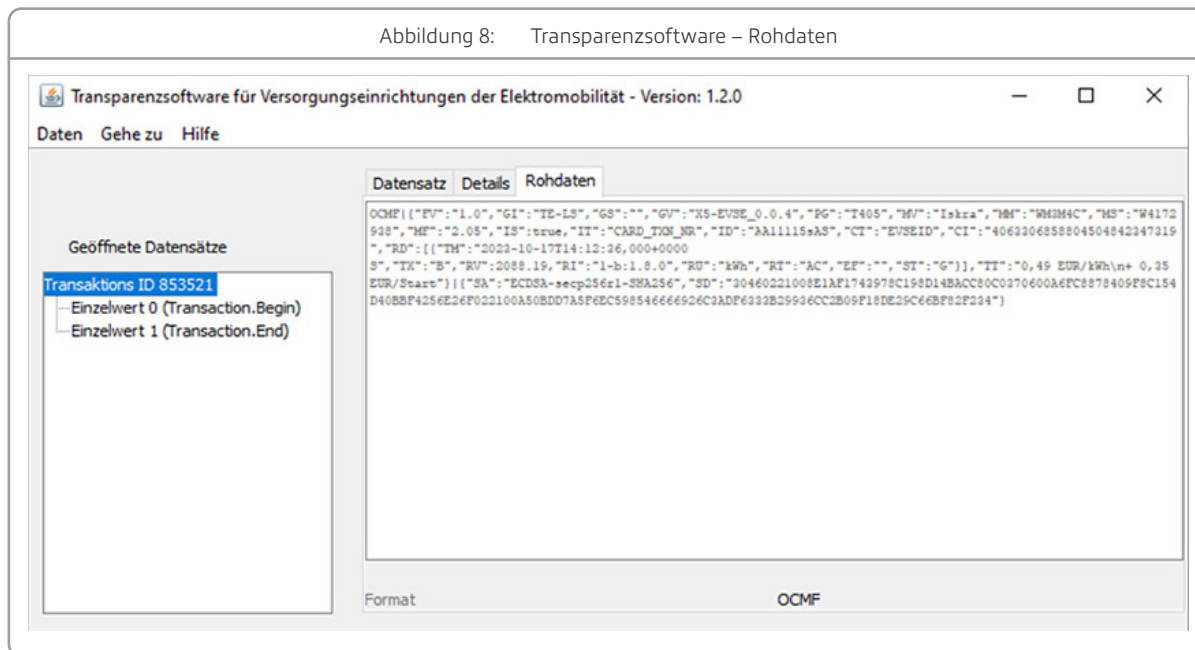 Abbildung 8: Transparenzsoftware – Rohdaten
Transparenzsoftware für Versorgungseinrichtungen der Elektromobilität - Version: 1.2.0
Daten Gehe zu Hilfe
Datensatz Details Rohdaten
Geöffnete Datensätze
Transaktions ID 853521
Einzelwert 0 (Transaction.Begin)
Einzelwert 1 (Transaction.End)
OCMF|{"FV":"1.0","GI":"TE-LS","GS":"","GV":"X5-EVSE_0.0.4","PG":"T405","MV":"Iskra","MM":"WM3M4C","MS":"W4172
938","MF":"2.05","IS":true,"IT":"CARD_TXN_NR","ID":"AA11115sAS","CT":"EVSEID","CI":"4063306858804504842347319
","RD":[{"TM":"2023-10-17T14:12:36,000+0000
S","TX":"B","RV":2088.19,"RI":"1-b:1.8.0","RU":"kWh","RT":"AC","EF":"","ST":"G"}],"TT":"0,49 EUR/kWh\n+ 0,35
EUR/Start"}|{"SA":"ECDSA-secp256r1-SHA256","SD":
Format OCMF